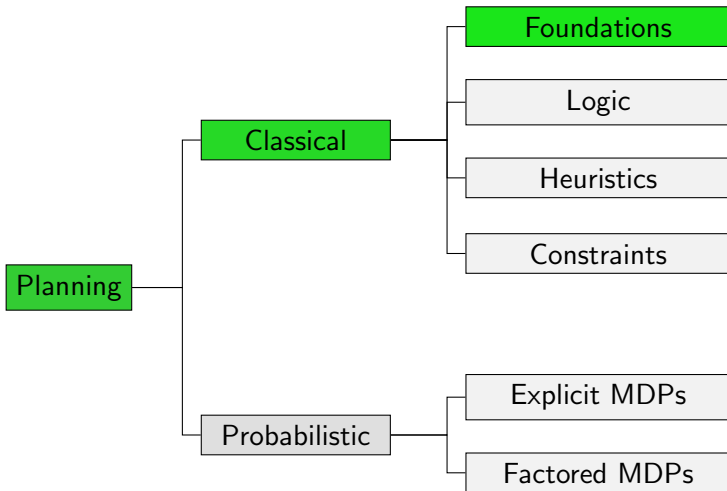 Foundations
Logic
Classical
Heuristics
Constraints
Planning
Explicit MDPs
Probabilistic
Factored MDPs